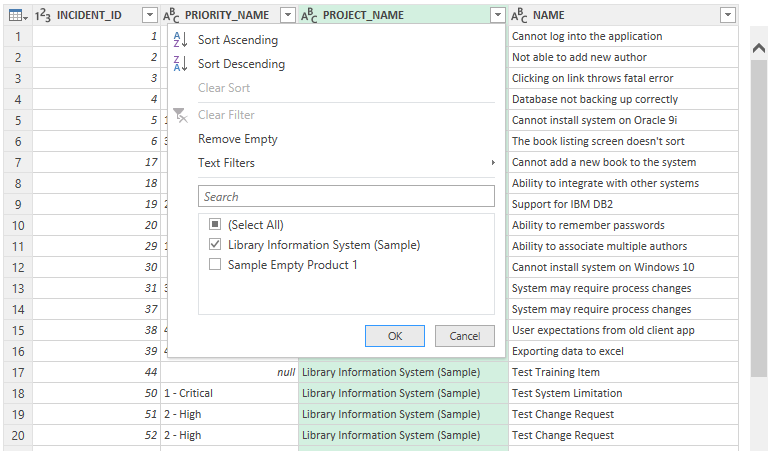 1 2 3 INCIDENT_ID A B C PRIORITY_NAME A B C PROJECT_NAME A B C NAME
Sort Ascending
Sort Descending
Clear Sort
Clear Filter
Remove Empty
Text Filters
Search
(Select All)
Library Information System (Sample)
Sample Empty Product 1
OK Cancel
1 1 Cannot log into the application
2 2 Not able to add new author
3 3 Clicking on link throws fatal error
4 4 Database not backing up correctly
5 5 1 Cannot install system on Oracle 9i
6 6 3 The book listing screen doesn't sort
7 17 Cannot add a new book to the system
8 18 Ability to integrate with other systems
9 19 2 Support for IBM DB2
10 20 Ability to remember passwords
11 29 1 Ability to associate multiple authors
12 30 Cannot install system on Windows 10
13 31 3 System may require process changes
14 37 System may require process changes
15 38 4 User expectations from old client app
16 39 4 Exporting data to excel
17 44 null Library Information System (Sample) Test Training Item
18 50 1 - Critical Library Information System (Sample) Test System Limitation
19 51 2 - High Library Information System (Sample) Test Change Request
20 52 2 - High Library Information System (Sample) Test Change Request